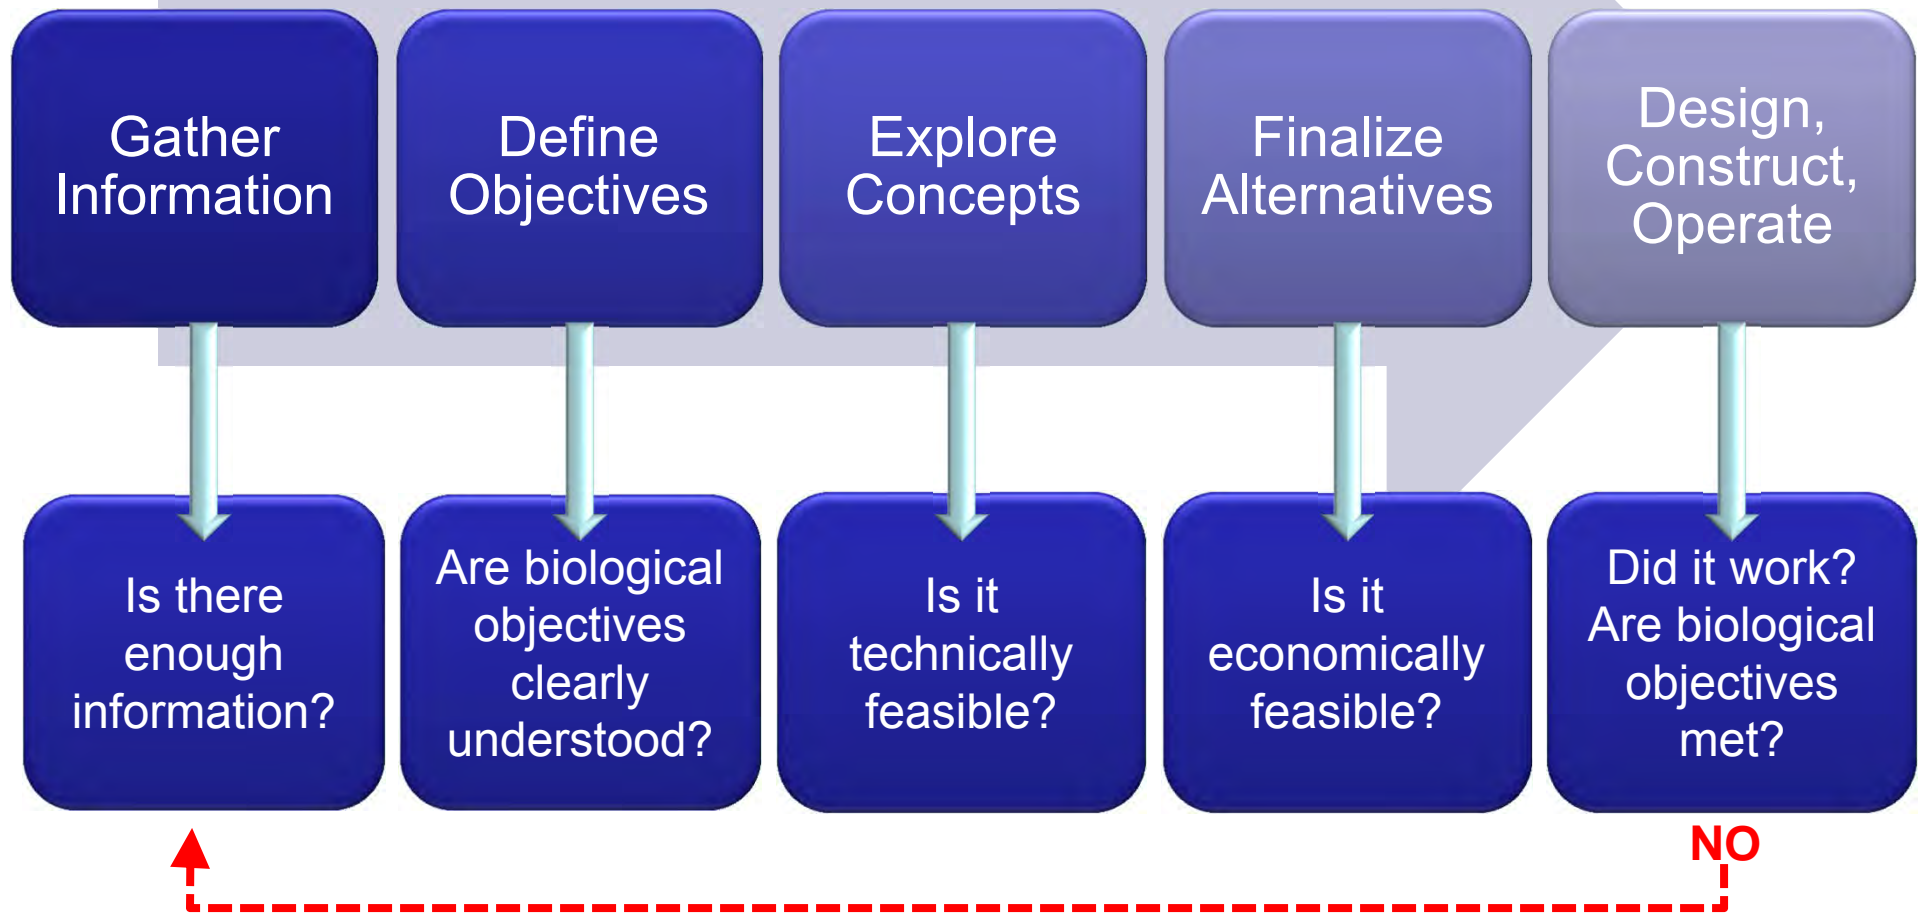 Gather
Information
Define
Objectives
Explore
Concepts
Finalize
Alternatives
Design,
Construct,
Operate
Is there
enough
information?
Are biological
objectives
clearly
understood?
Is it
technically
feasible?
Is it
economically
feasible?
Did it work?
Are biological
objectives
met?
NO